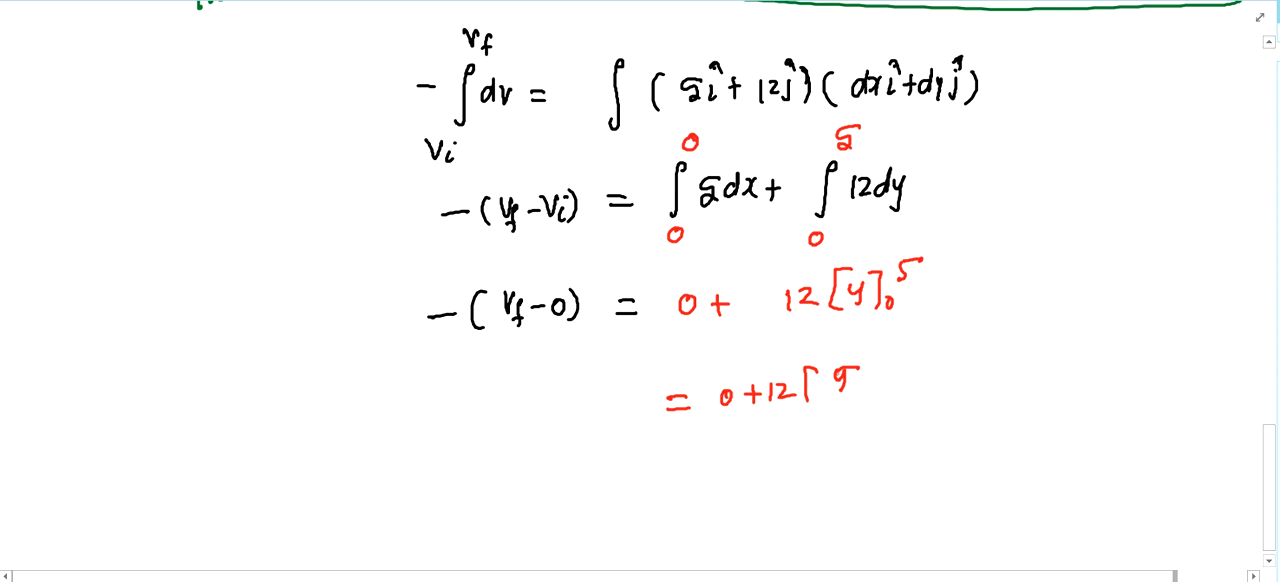 - ∫_{Vi}^{Vf} dv = ∫ (5î + 12ĵ)(dxî + dyĵ)
-(Vf - Vi) = ∫_0^0 5dx + ∫_0^5 12dy
-(Vf - 0) = 0 + 12[y]_0^5
= 0 + 12[5